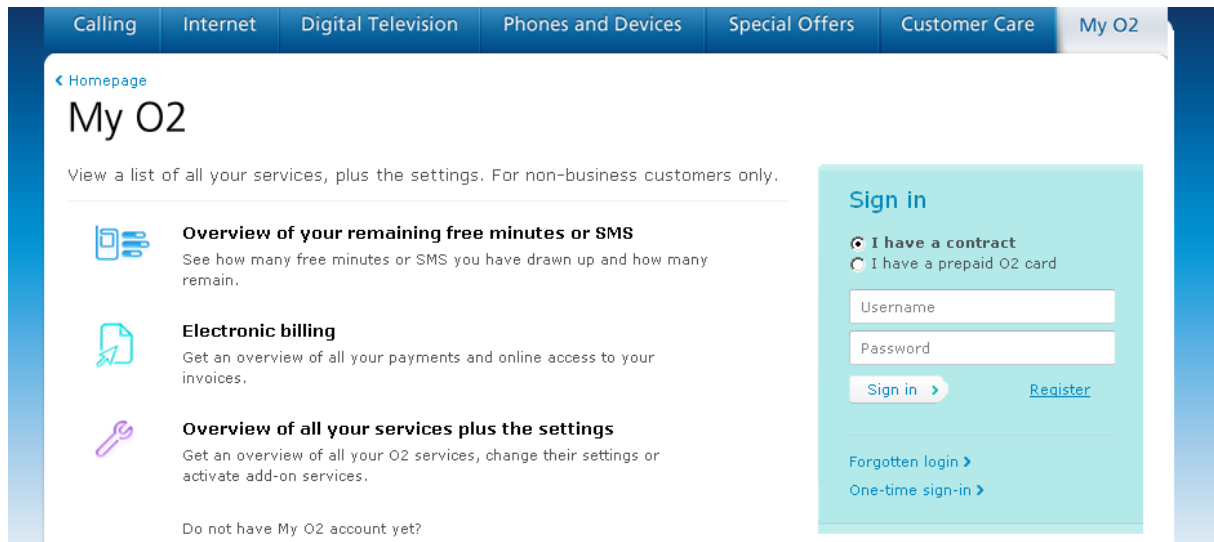 Calling Internet Digital Television Phones and Devices Special Offers Customer Care My O2
Homepage
My O2
View a list of all your services, plus the settings. For non-business customers only.
Overview of your remaining free minutes or SMS
See how many free minutes or SMS you have drawn up and how many
remain.
Electronic billing
Get an overview of all your payments and online access to your
invoices.
Overview of all your services plus the settings
Get an overview of all your O2 services, change their settings or
activate add-on services.
Do not have My O2 account yet?
Sign in
I have a contract
I have a prepaid O2 card
Username
Password
Sign in Register
Forgotten login
One-time sign-in